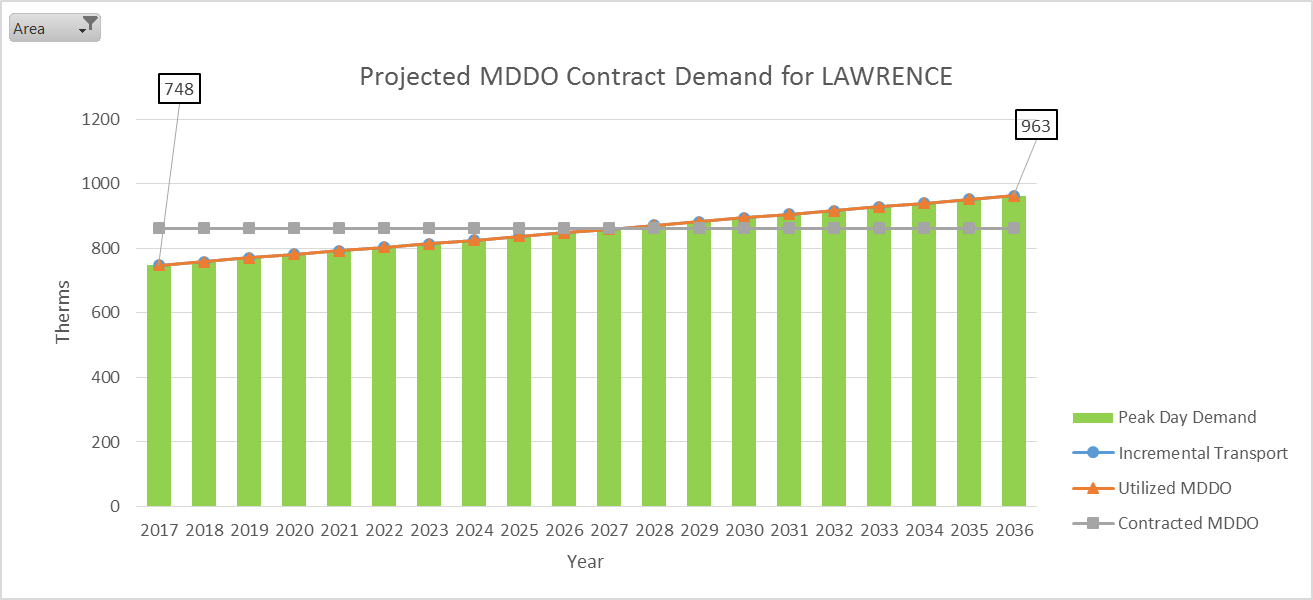 Area
Projected MDDO Contract Demand for LAWRENCE
748
963
1200
1000
800
600
400
200
0
Therms
2017 2018 2019 2020 2021 2022 2023 2024 2025 2026 2027 2028 2029 2030 2031 2032 2033 2034 2035 2036
Year
Peak Day Demand
Incremental Transport
Utilized MDDO
Contracted MDDO